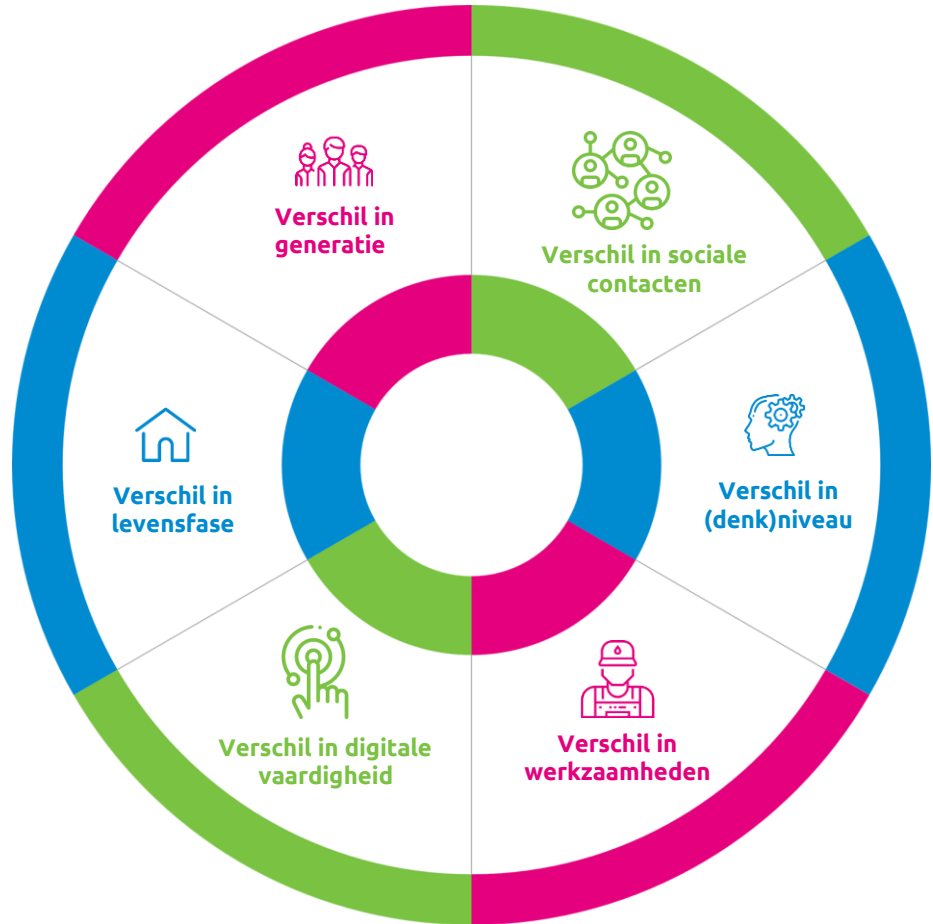 Verschil in
generatie
Verschil in sociale
contacten
Verschil in
levensfase
Verschil in
(denk)niveau
Verschil in digitale
vaardigheid
Verschil in
werkzaamheden